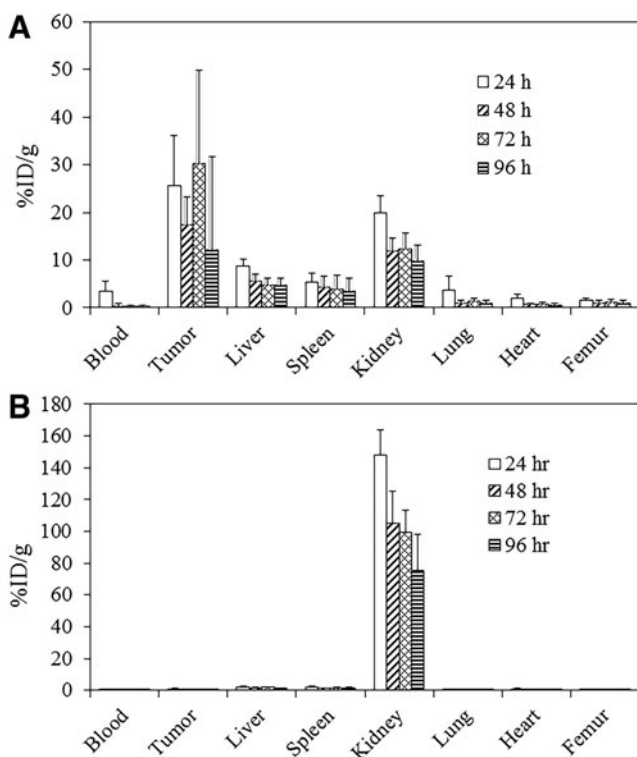 A
60
50
40
30
20
10
0
%ID/g
24 h
48 h
72 h
96 h
Blood
Tumor
Liver
Spleen
Kidney
Lung
Heart
Femur
B
180
160
140
120
100
80
60
40
20
0
%ID/g
24 hr
48 hr
72 hr
96 hr
Blood
Tumor
Liver
Spleen
Kidney
Lung
Heart
Femur